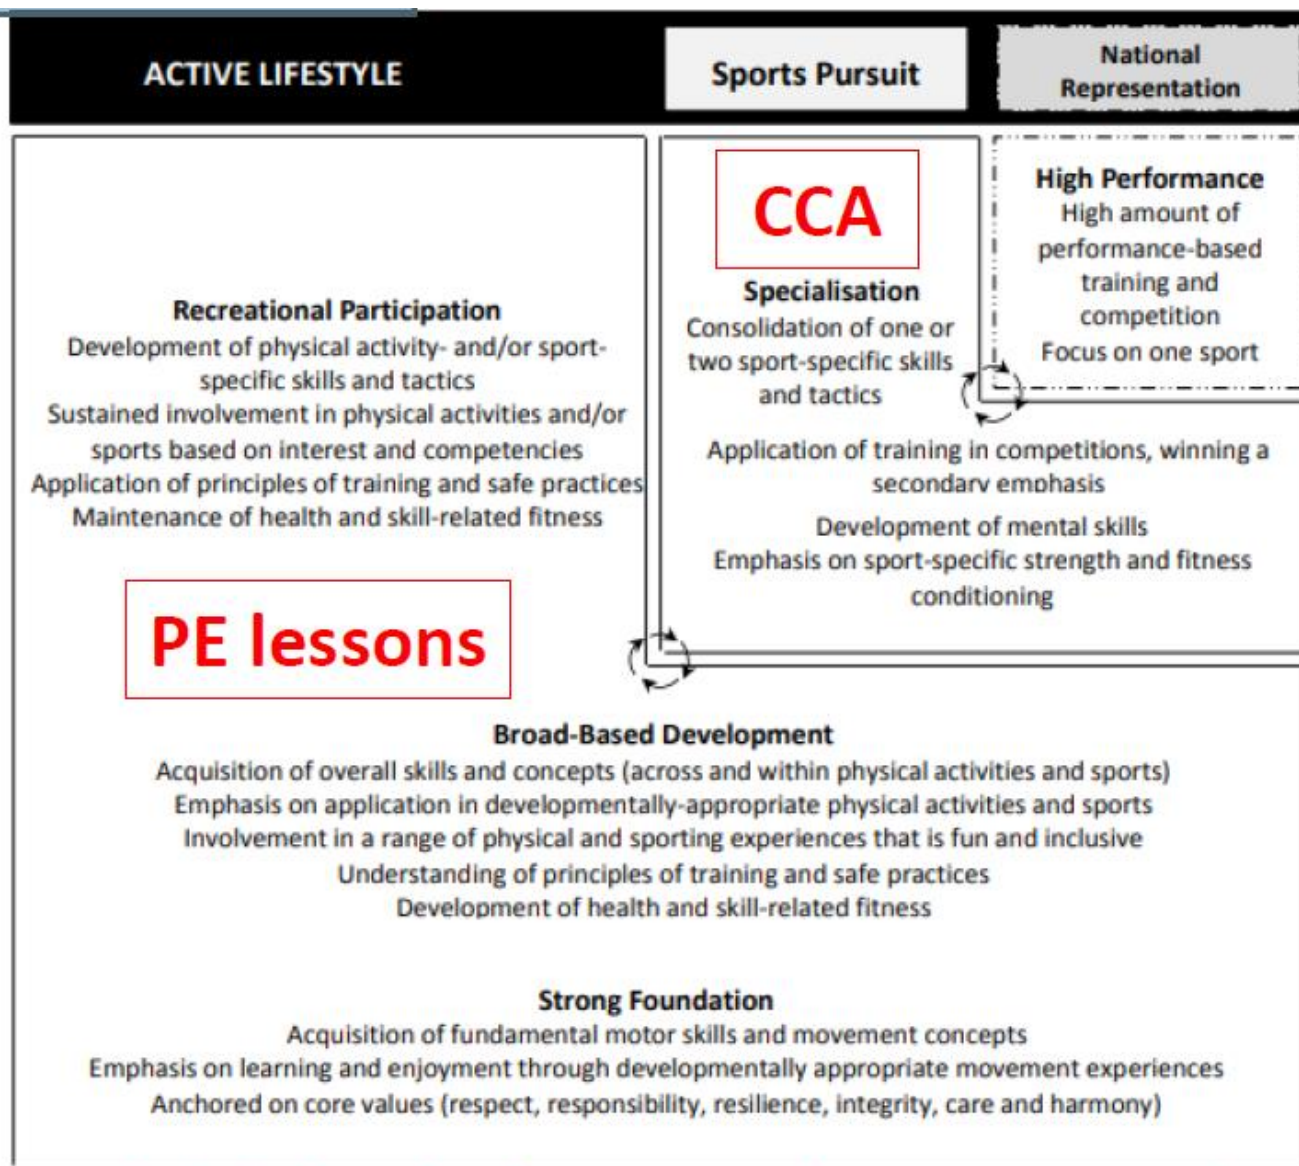 ACTIVE LIFESTYLE
Sports Pursuit
National
Representation
Recreational Participation
Development of physical activity- and/or sport-
specific skills and tactics
Sustained involvement in physical activities and/or
sports based on interest and competencies
Application of principles of training and safe practices
Maintenance of health and skill-related fitness
PE lessons
CCA
Specialisation
Consolidation of one or
two sport-specific skills
and tactics
Application of training in competitions, winning a
secondary emphasis
Development of mental skills
Emphasis on sport-specific strength and fitness
conditioning
High Performance
High amount of
performance-based
training and
competition
Focus on one sport
Broad-Based Development
Acquisition of overall skills and concepts (across and within physical activities and sports)
Emphasis on application in developmentally-appropriate physical activities and sports
Involvement in a range of physical and sporting experiences that is fun and inclusive
Understanding of principles of training and safe practices
Development of health and skill-related fitness
Strong Foundation
Acquisition of fundamental motor skills and movement concepts
Emphasis on learning and enjoyment through developmentally appropriate movement experiences
Anchored on core values (respect, responsibility, resilience, integrity, care and harmony)